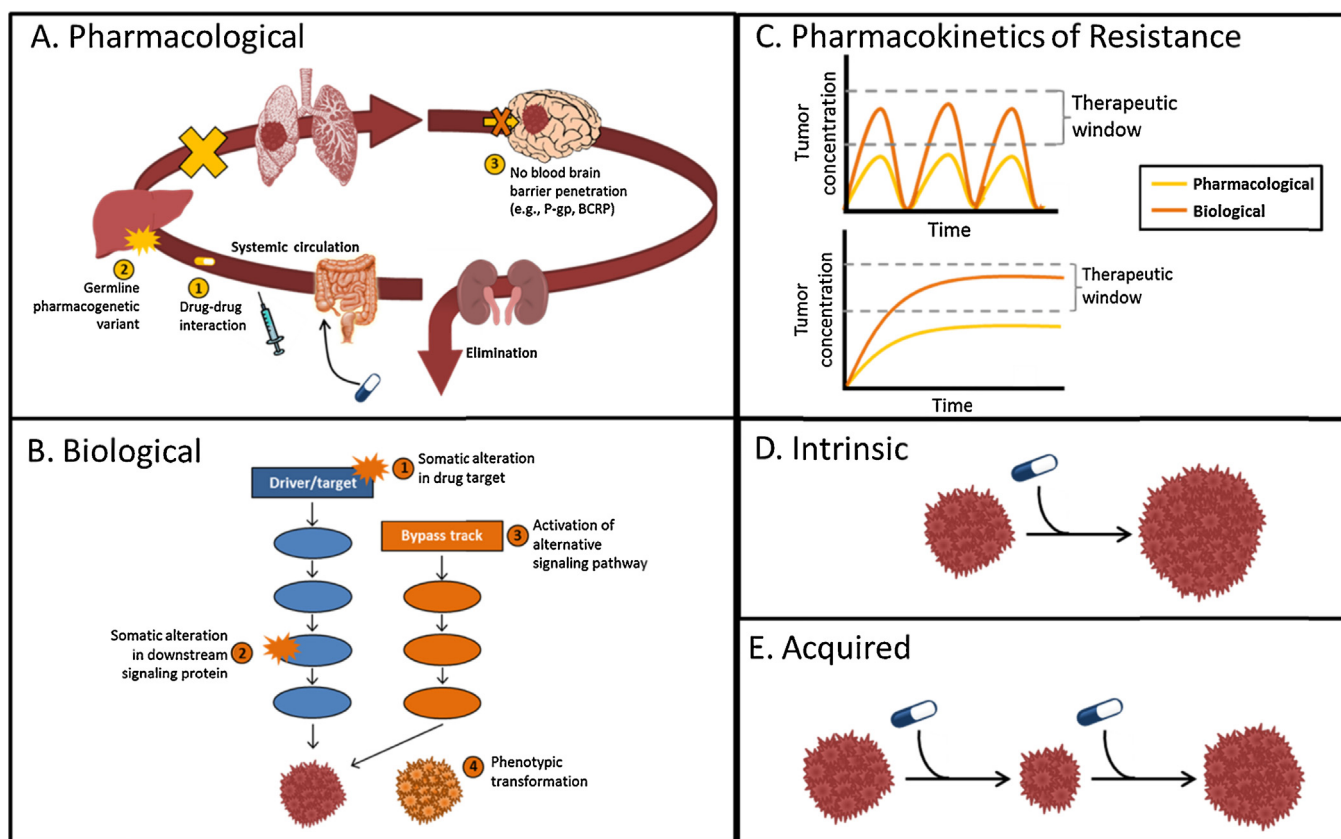 A. Pharmacological
3
No blood brain
barrier penetration
(e.g., P-gp, BCRP)
Systemic circulation
2
Germline
pharmacogenetic
variant
1
Drug-drug
interaction
Elimination
B. Biological
Driver/target
1
Somatic alteration
in drug target
Bypass track
3
Activation of
alternative
signaling pathway
Somatic alteration
in downstream
signaling protein
2
4
Phenotypic
transformation
C. Pharmacokinetics of Resistance
Tumor
concentration
Therapeutic
window
Time
Pharmacological
Biological
Tumor
concentration
Therapeutic
window
Time
D. Intrinsic
E. Acquired